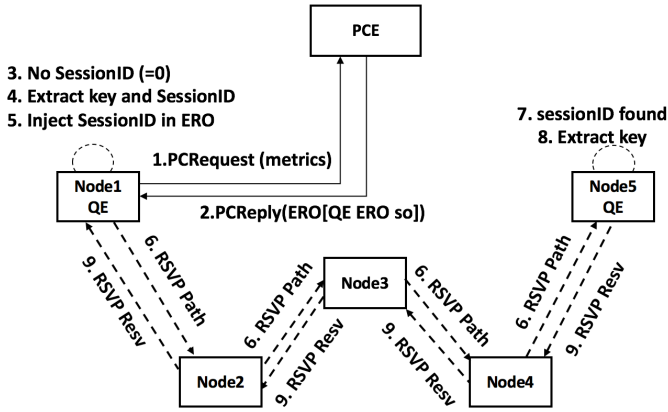 PCE
3. No SessionID (=0)
4. Extract key and SessionID
5. Inject SessionID in ERO
7. sessionID found
8. Extract key
1.PCRequest (metrics)
Node1
QE
Node5
QE
2.PCReply(ERO[QE ERO so])
6. RSVP Path
9. RSVP Resv
6. RSVP Path
Node3
6. RSVP Path
6. RSVP Path
9. RSVP Resv
9. RSVP Resv
9. RSVP Resv
Node2
Node4